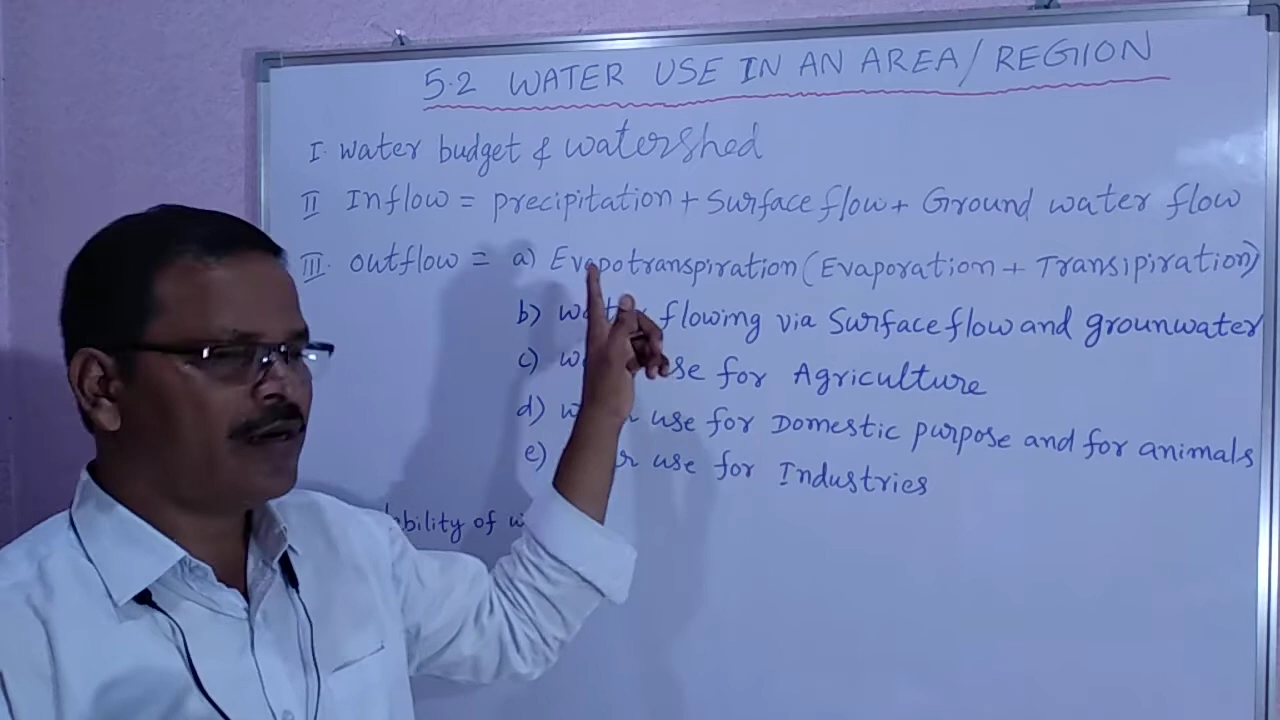 5.2 WATER USE IN AN AREA/REGION
I. water budget & watershed
II Inflow = precipitation + Surface flow + Ground water flow
III. outflow = a) Evapotranspiration (Evaporation + Transipiration)
b) flowing via Surface flow and grounwater
c) for Agriculture
d) use for Domestic purpose and for animals
e) use for Industries
of